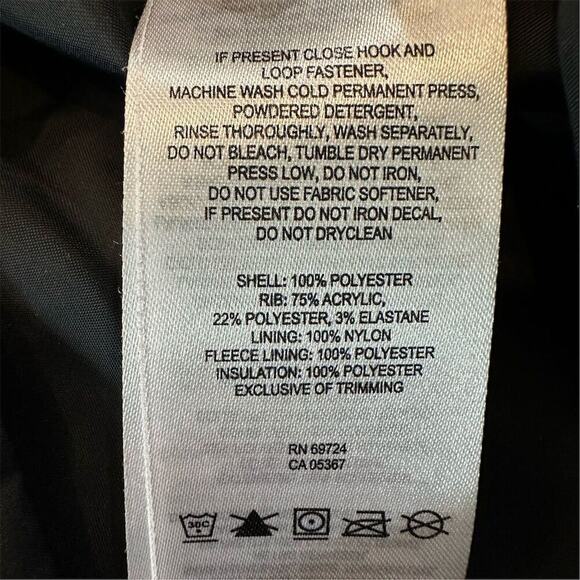 IF PRESENT CLOSE HOOK AND
LOOP FASTENER,
MACHINE WASH COLD PERMANENT PRESS,
POWDERED DETERGENT,
RINSE THOROUGHLY, WASH SEPARATELY,
DO NOT BLEACH, TUMBLE DRY PERMANENT
PRESS LOW, DO NOT IRON,
DO NOT USE FABRIC SOFTENER,
IF PRESENT DO NOT IRON DECAL,
DO NOT DRYCLEAN
SHELL: 100% POLYESTER
RIB: 75% ACRYLIC,
22% POLYESTER, 3% ELASTANE
LINING: 100% NYLON
FLEECE LINING: 100% POLYESTER
INSULATION: 100% POLYESTER
EXCLUSIVE OF TRIMMING
RN 69724
CA 05367
30C